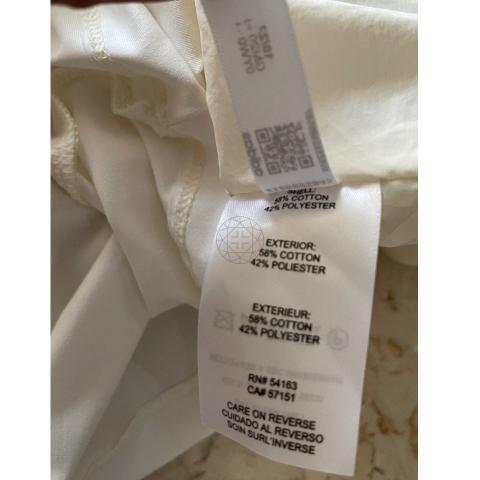 SHELL:
58% COTTON
42% POLYESTER
EXTERIOR:
58% COTTON
42% POLIESTER
EXTERIEUR:
58% COTTON
42% POLYESTER
RN# 54163
CA# 57151
CARE ON REVERSE
CUIDADO AL REVERSO
SOIN SURL'INVERSE